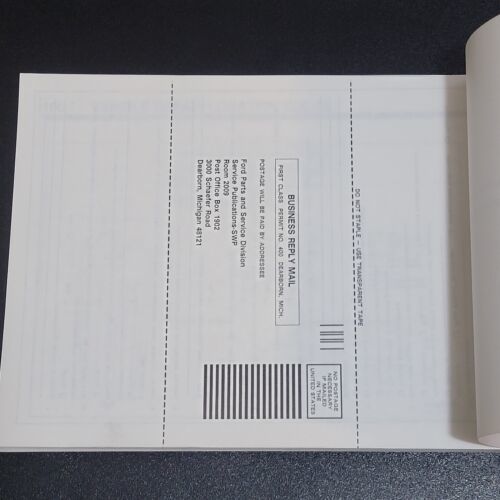 DO NOT STAPLE - USE TRANSPARENT TAPE
NO POSTAGE
NECESSARY
IF MAILED
IN THE
UNITED STATES
BUSINESS REPLY MAIL
FIRST CLASS PERMIT NO. 400 DEARBORN, MICH.
POSTAGE WILL BE PAID BY ADDRESSEE
Ford Parts and Service Division
Service Publications-SWP
Room 2009
Post Office Box 1902
3000 Schaefer Road
Dearborn, Michigan 48121